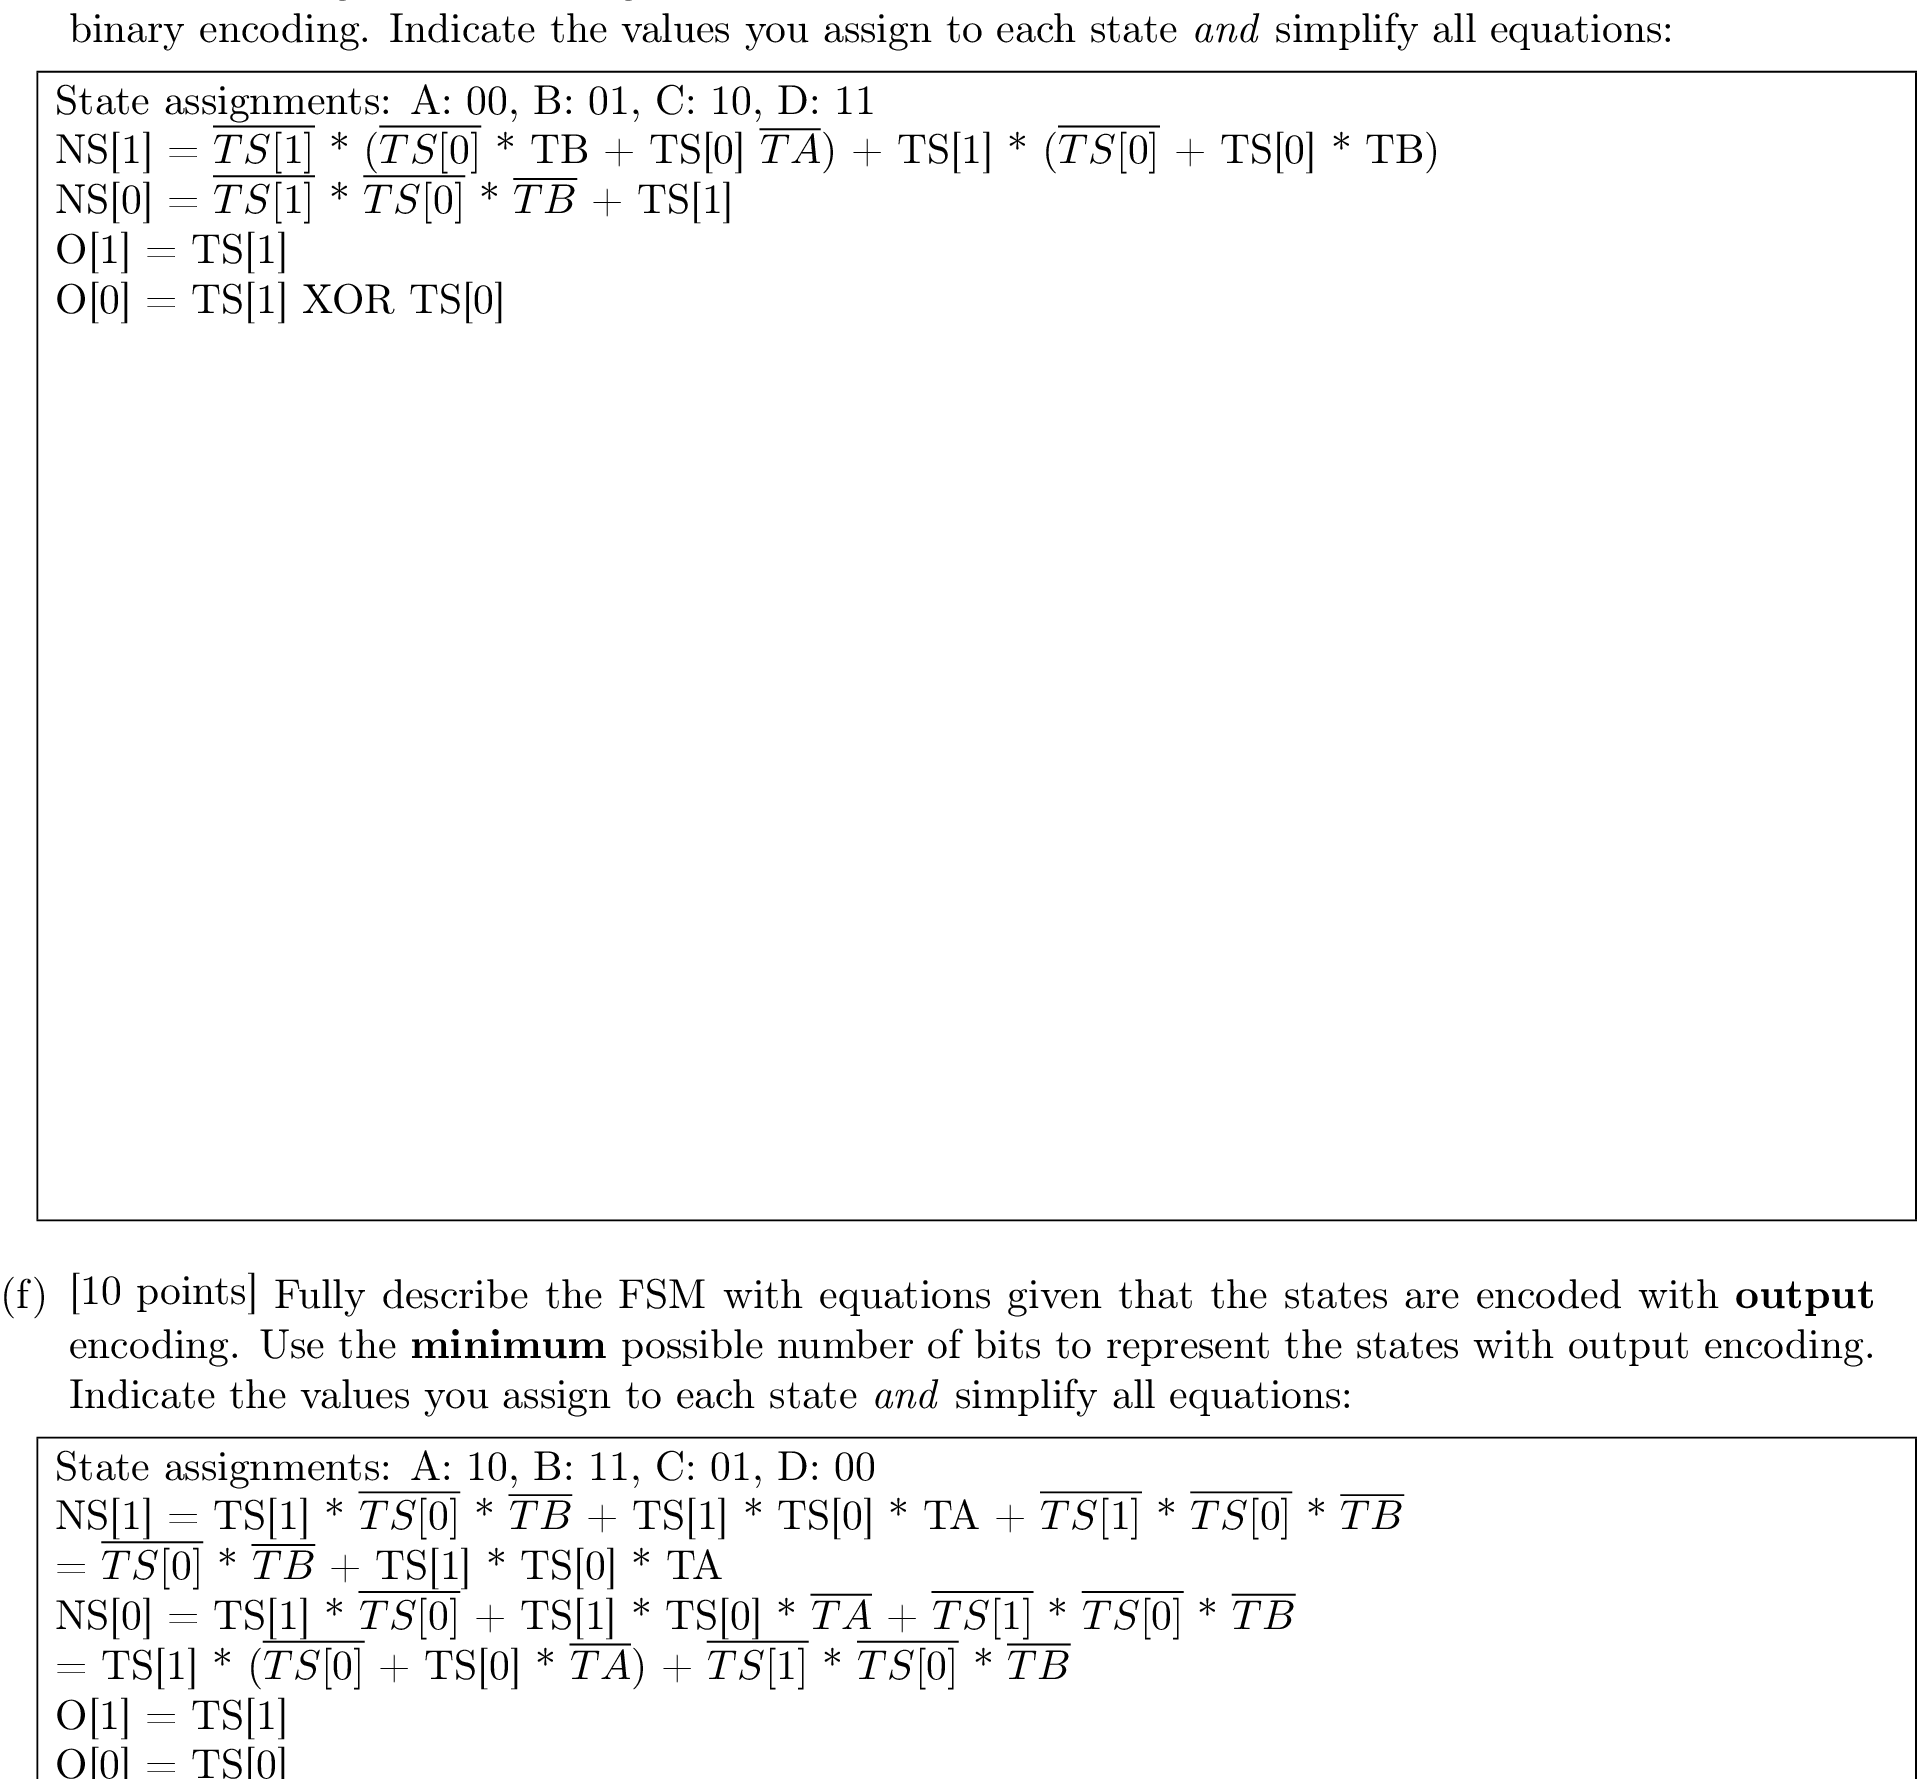 binary encoding. Indicate the values you assign to each state and simplify all equations:
State assignments: A: 00, B: 01, C: 10, D: 11
NS[1] = \overline{TS[1]} * (\overline{TS[0]} * TB + TS[0] \overline{TA}) + TS[1] * (\overline{TS[0]} + TS[0] * TB)
NS[0] = \overline{TS[1]} * \overline{TS[0]} * \overline{TB} + TS[1]
O[1] = TS[1]
O[0] = TS[1] XOR TS[0]
(f) [10 points] Fully describe the FSM with equations given that the states are encoded with output
encoding. Use the minimum possible number of bits to represent the states with output encoding.
Indicate the values you assign to each state and simplify all equations:
State assignments: A: 10, B: 11, C: 01, D: 00
NS[1] = TS[1] * \overline{TS[0]} * \overline{TB} + TS[1] * TS[0] * TA + \overline{TS[1]} * \overline{TS[0]} * \overline{TB}
= \overline{TS[0]} * \overline{TB} + TS[1] * TS[0] * TA
NS[0] = TS[1] * \overline{TS[0]} + TS[1] * TS[0] * \overline{TA} + \overline{TS[1]} * \overline{TS[0]} * \overline{TB}
= TS[1] * (\overline{TS[0]} + TS[0] * \overline{TA}) + \overline{TS[1]} * \overline{TS[0]} * \overline{TB}
O[1] = TS[1]
O[0] = TS[0]